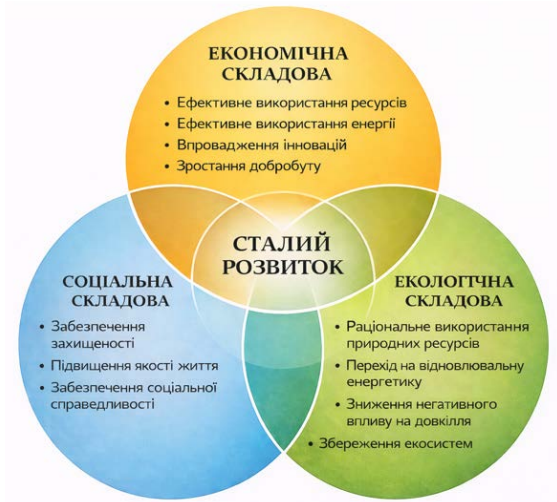 ЕКОНОМІЧНА
СКЛАДОВА
• Ефективне використання ресурсів
• Ефективне використання енергії
• Впровадження інновацій
• Зростання добробуту
СТАЛИЙ
РОЗВИТОК
СОЦІАЛЬНА
СКЛАДОВА
• Забезпечення
захищеності
• Підвищення якості життя
• Забезпечення соціальної
справедливості
ЕКОЛОГІЧНА
СКЛАДОВА
• Раціональне використання
природних ресурсів
• Перехід на відновлювальну
енергетику
• Зниження негативного
впливу на довкілля
• Збереження екосистем